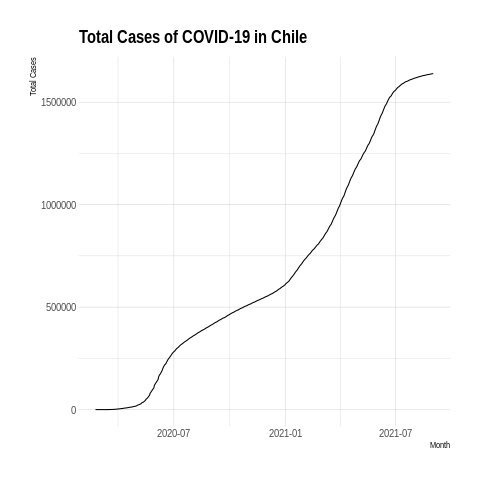 Total Cases of COVID-19 in Chile
Total Cases
1500000
1000000
500000
0
2020-07 2021-01 2021-07
Month